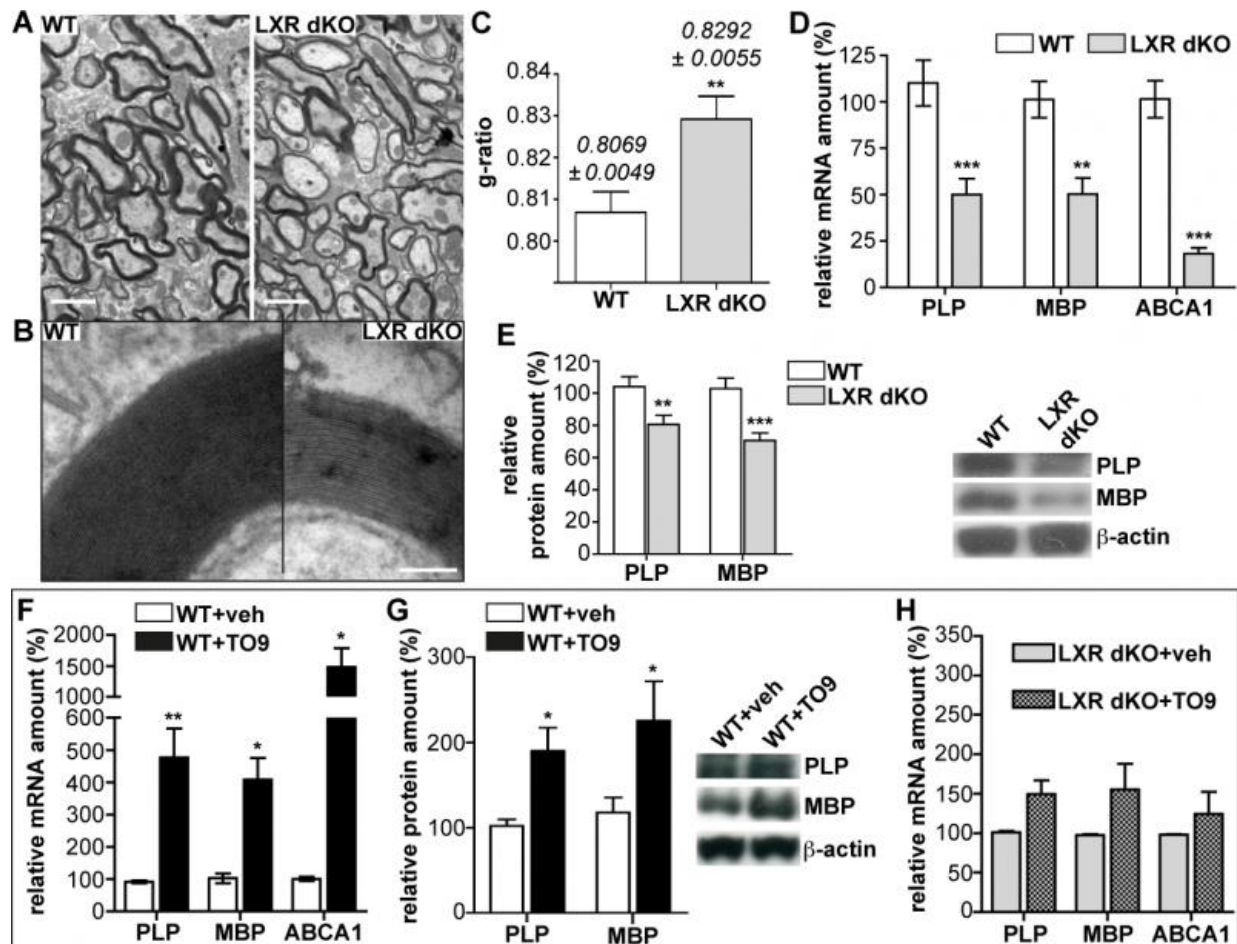 A
WT
LXR dKO
B
WT
LXR dKO
C
g-ratio
0.84
0.83
0.82
0.81
0.80
0.8069
± 0.0049
0.8292
± 0.0055
**
WT
LXR dKO
D
WT
LXR dKO
relative mRNA amount (%)
125
100
75
50
25
0
***
**
***
PLP
MBP
ABCA1
E
WT
LXR dKO
relative
protein amount (%)
120
100
80
60
40
20
0
**
***
PLP
MBP
WT
LXR
dKO
PLP
MBP
β-actin
F
WT+veh
WT+TO9
relative mRNA amount (%)
2000
1500
1000
600
500
400
300
200
100
0
**
*
*
PLP
MBP
ABCA1
G
WT+veh
WT+TO9
relative protein amount (%)
300
200
100
0
*
*
PLP
MBP
WT+veh
WT+TO9
PLP
MBP
β-actin
H
LXR dKO+veh
LXR dKO+TO9
relative mRNA amount (%)
350
300
250
200
150
100
50
0
PLP
MBP
ABCA1